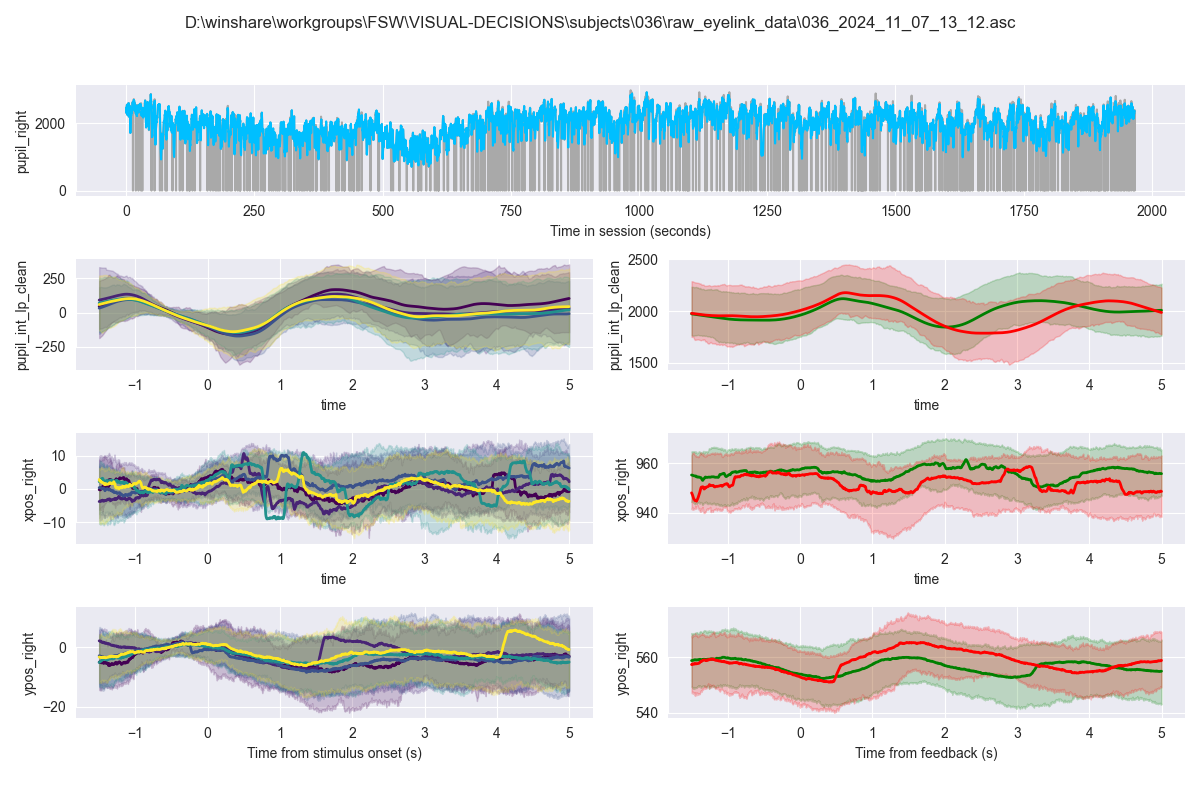 D:\winshare\workgroups\FSW\VISUAL-DECISIONS\subjects\036\raw_eyelink_data\036_2024_11_07_13_12.asc
pupil_right
2000
0
0 250 500 750 1000 1250 1500 1750 2000
Time in session (seconds)
pupil_int_lp_clean
250
0
−250
−1 0 1 2 3 4 5
time
pupil_int_lp_clean
2500
2000
1500
−1 0 1 2 3 4 5
time
xpos_right
10
0
−10
−1 0 1 2 3 4 5
time
xpos_right
960
940
−1 0 1 2 3 4 5
time
ypos_right
0
−20
−1 0 1 2 3 4 5
Time from stimulus onset (s)
ypos_right
560
540
−1 0 1 2 3 4 5
Time from feedback (s)